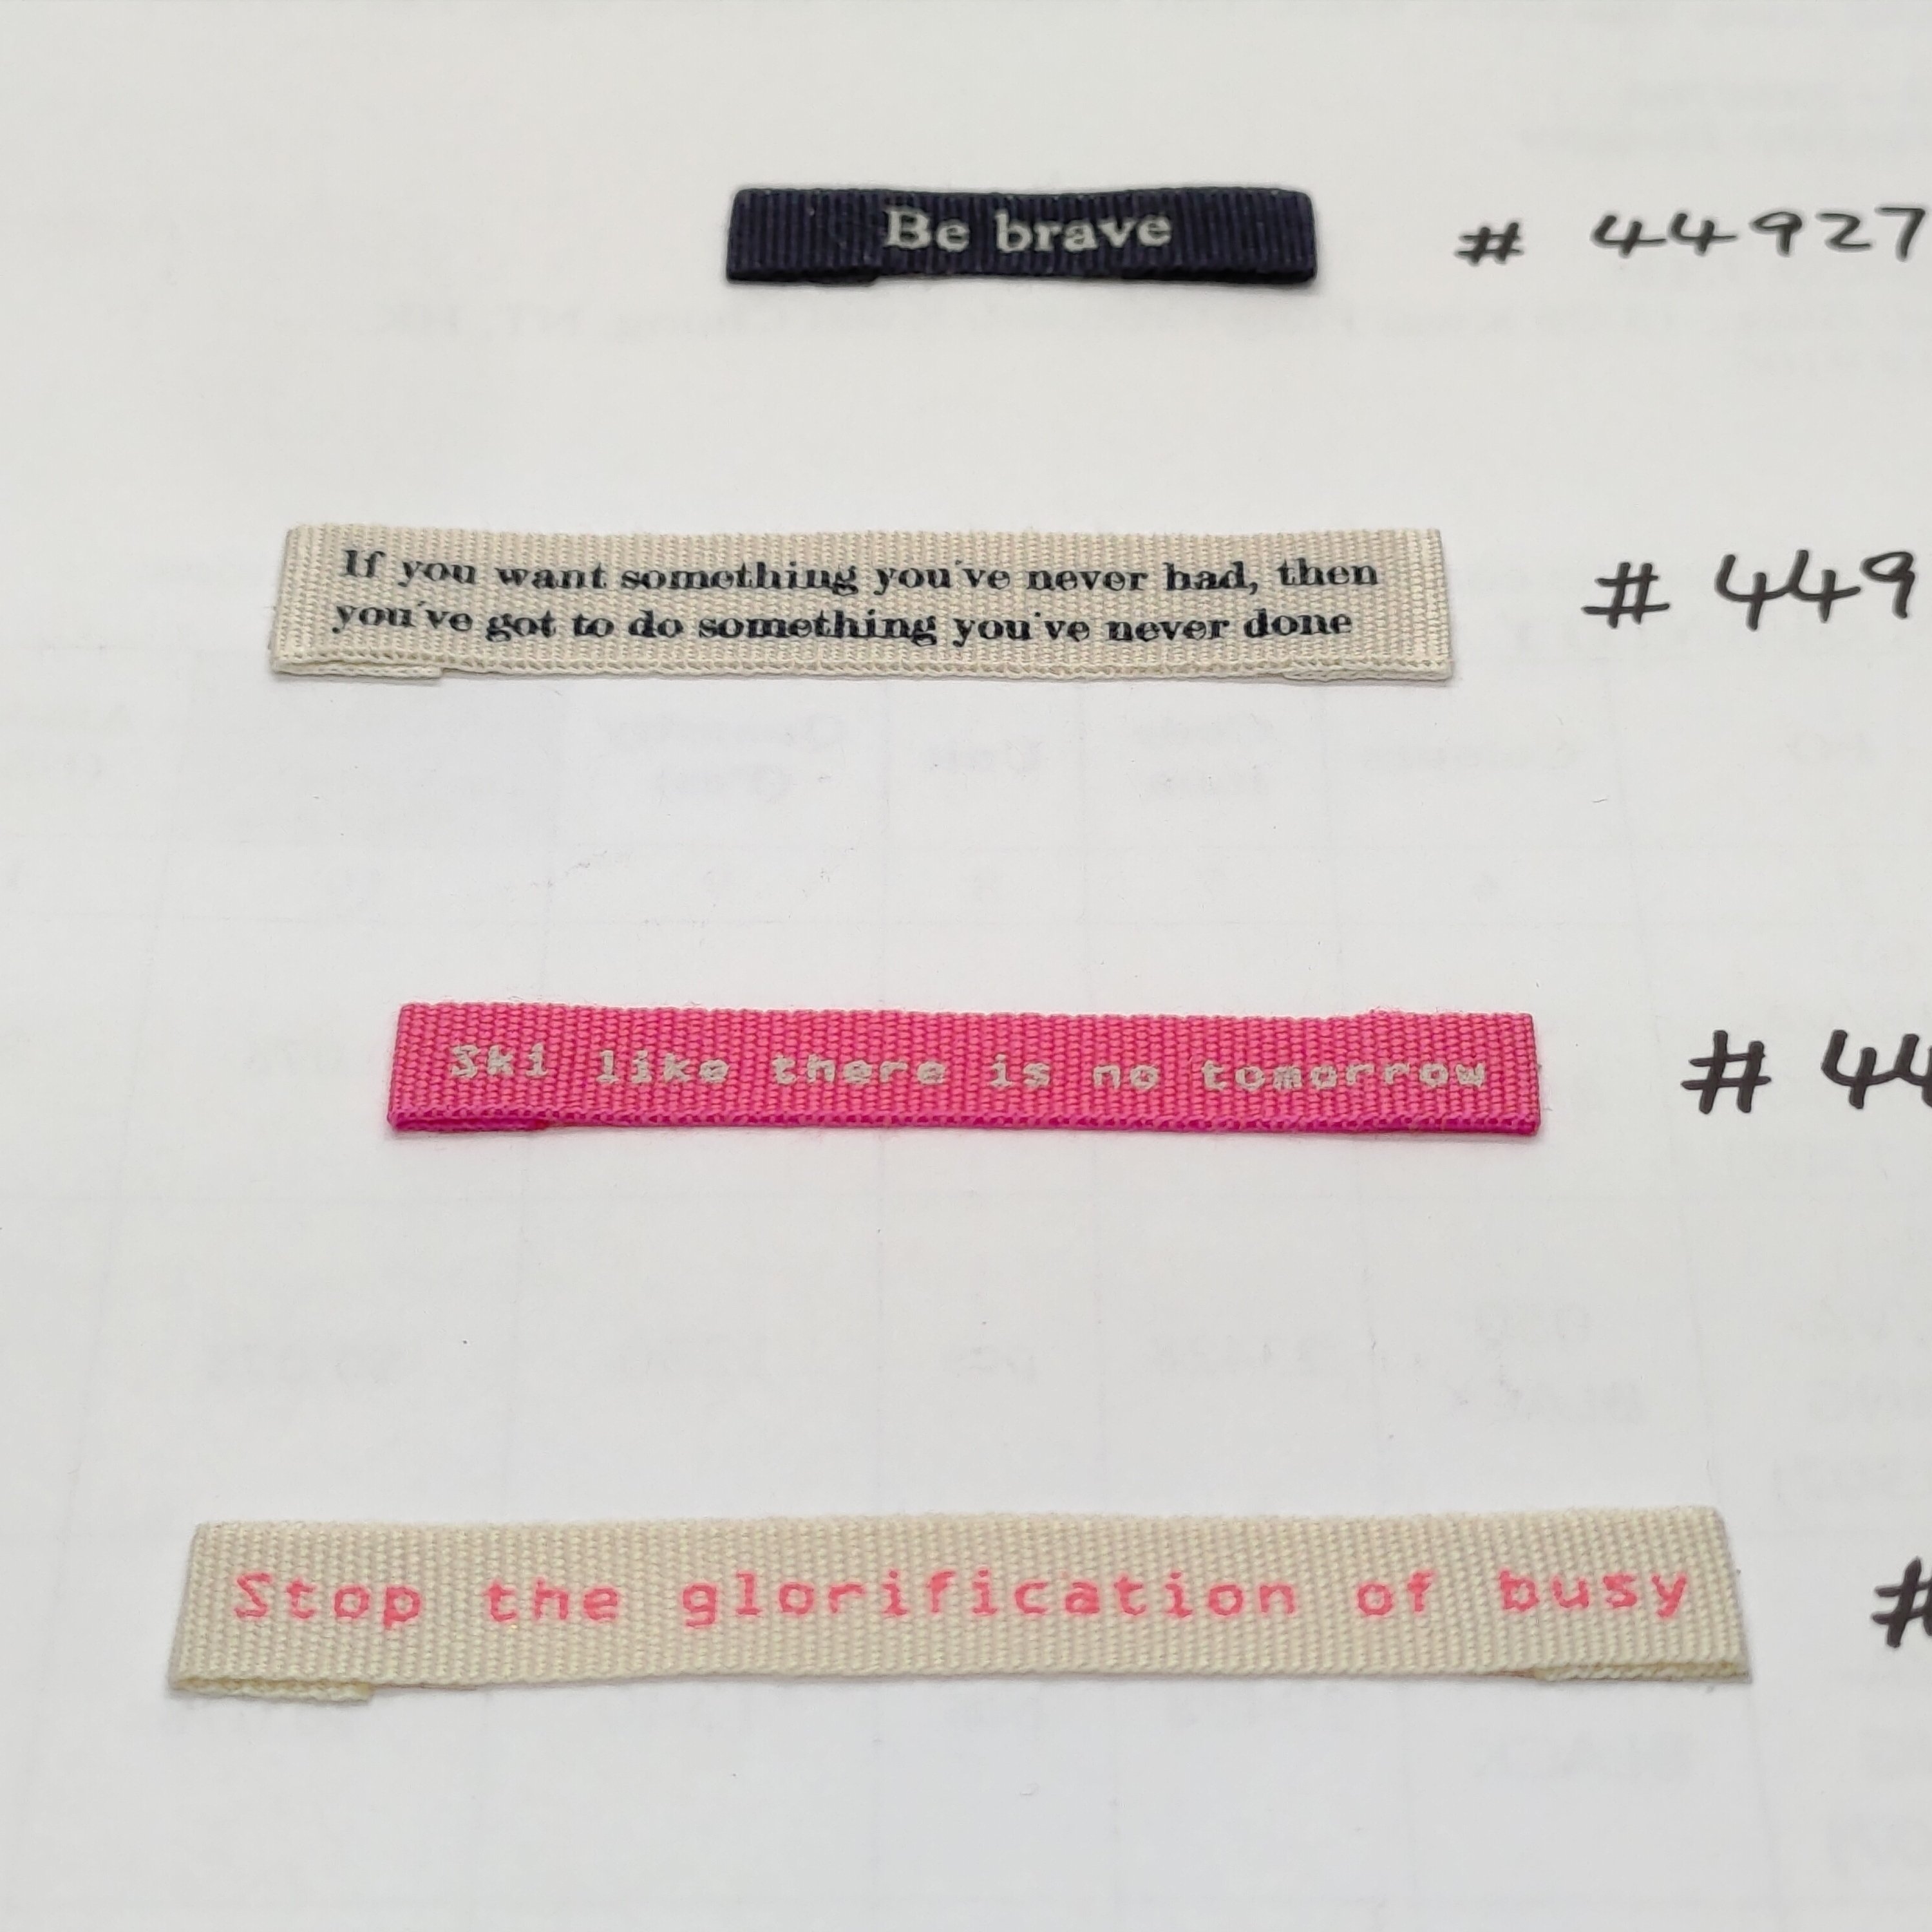 Be brave
# 44927
If you want something you've never had, then
you've got to do something you've never done
# 449
Ski like there is no tomorrow
# 44
Stop the glorification of busy
#